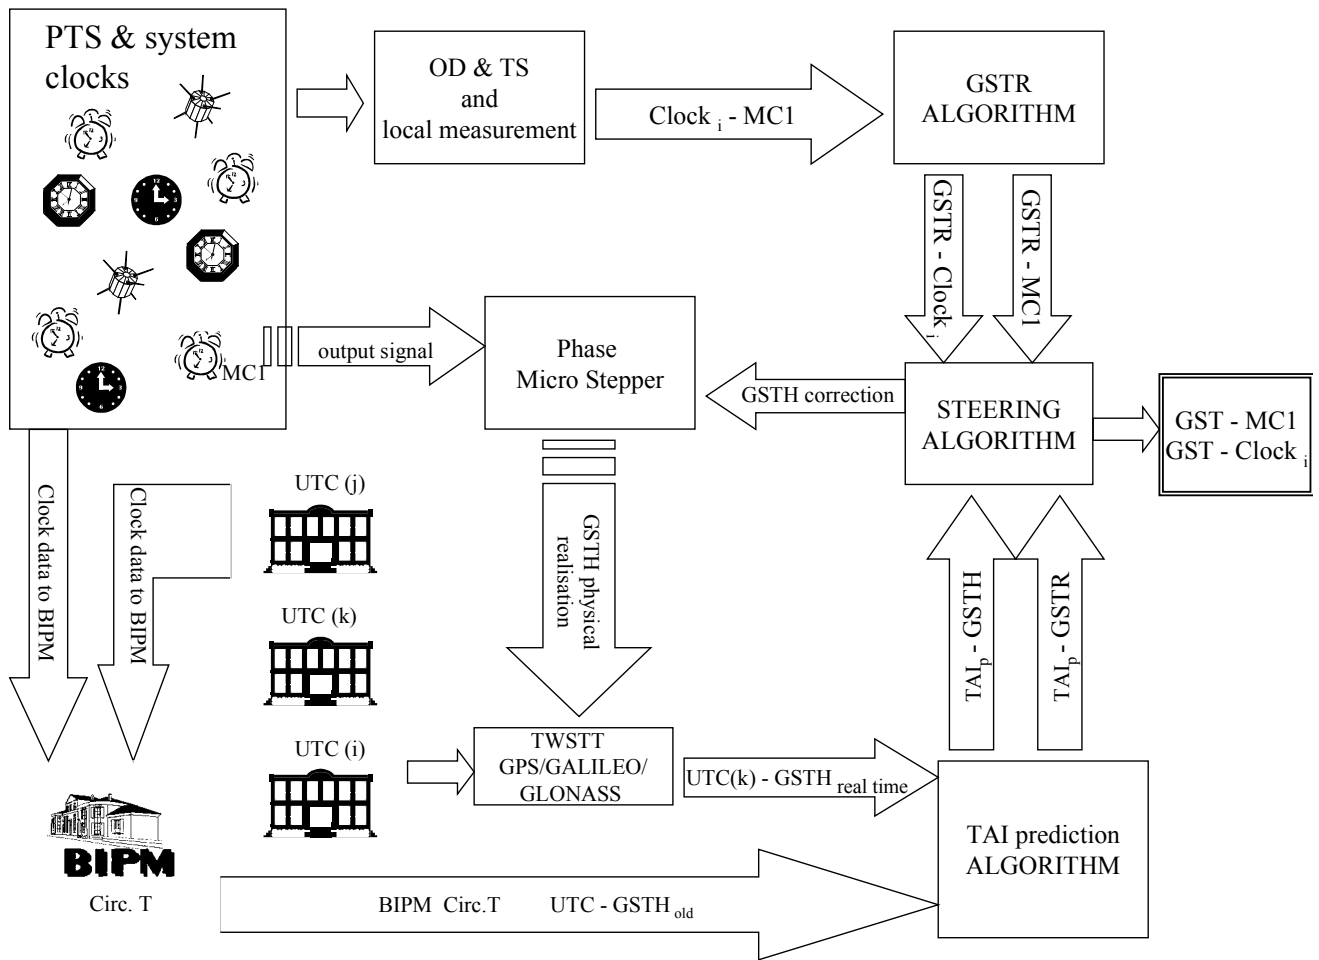 PTS & system
clocks
MC1
OD & TS
and
local measurement
Clock i - MC1
GSTR
ALGORITHM
GSTR - Clock i
GSTR - MC1
output signal
Phase
Micro Stepper
GSTH correction
STEERING
ALGORITHM
GST - MC1
GST - Clock i
Clock data to BIPM
Clock data to BIPM
UTC (j)
UTC (k)
UTC (i)
GSTH physical
realisation
TWSTT
GPS/GALILEO/
GLONASS
UTC(k) - GSTH real time
TAIp - GSTH
TAIp - GSTR
TAI prediction
ALGORITHM
BIPM
Circ. T
BIPM Circ.T UTC - GSTH old